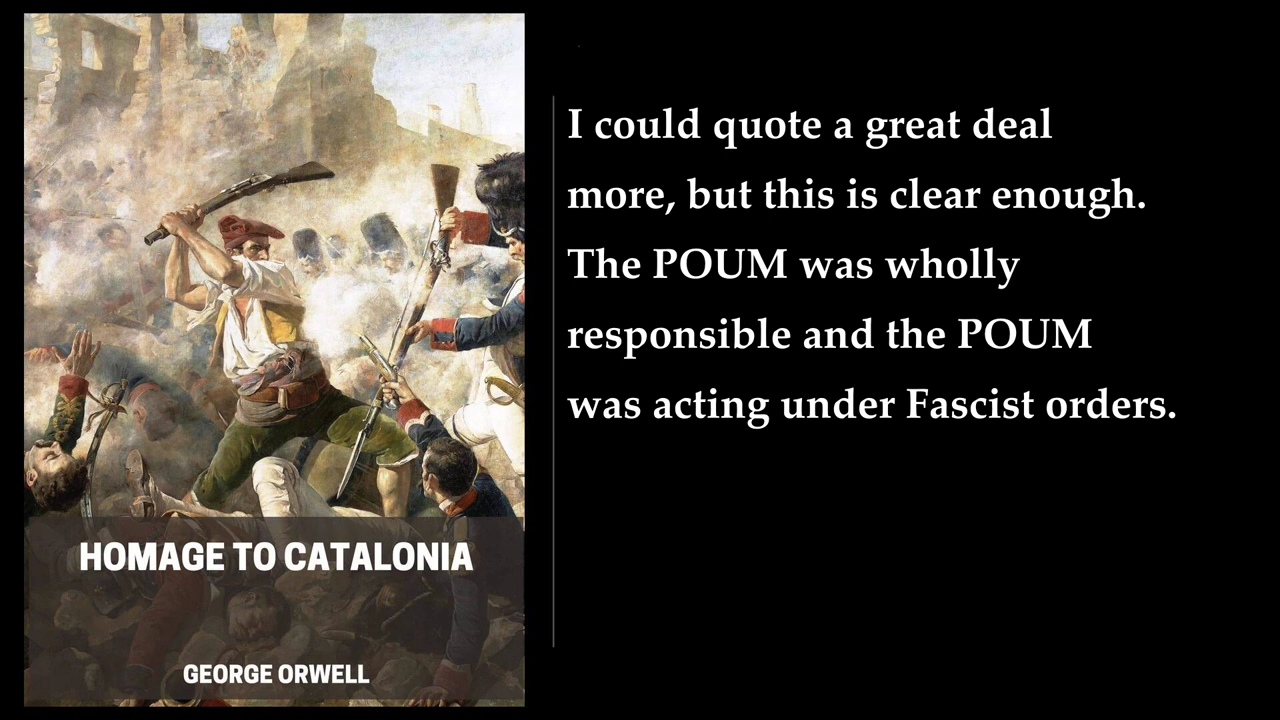 I could quote a great deal
more, but this is clear enough.
The POUM was wholly
responsible and the POUM
was acting under Fascist orders.
HOMAGE TO CATALONIA
GEORGE ORWELL